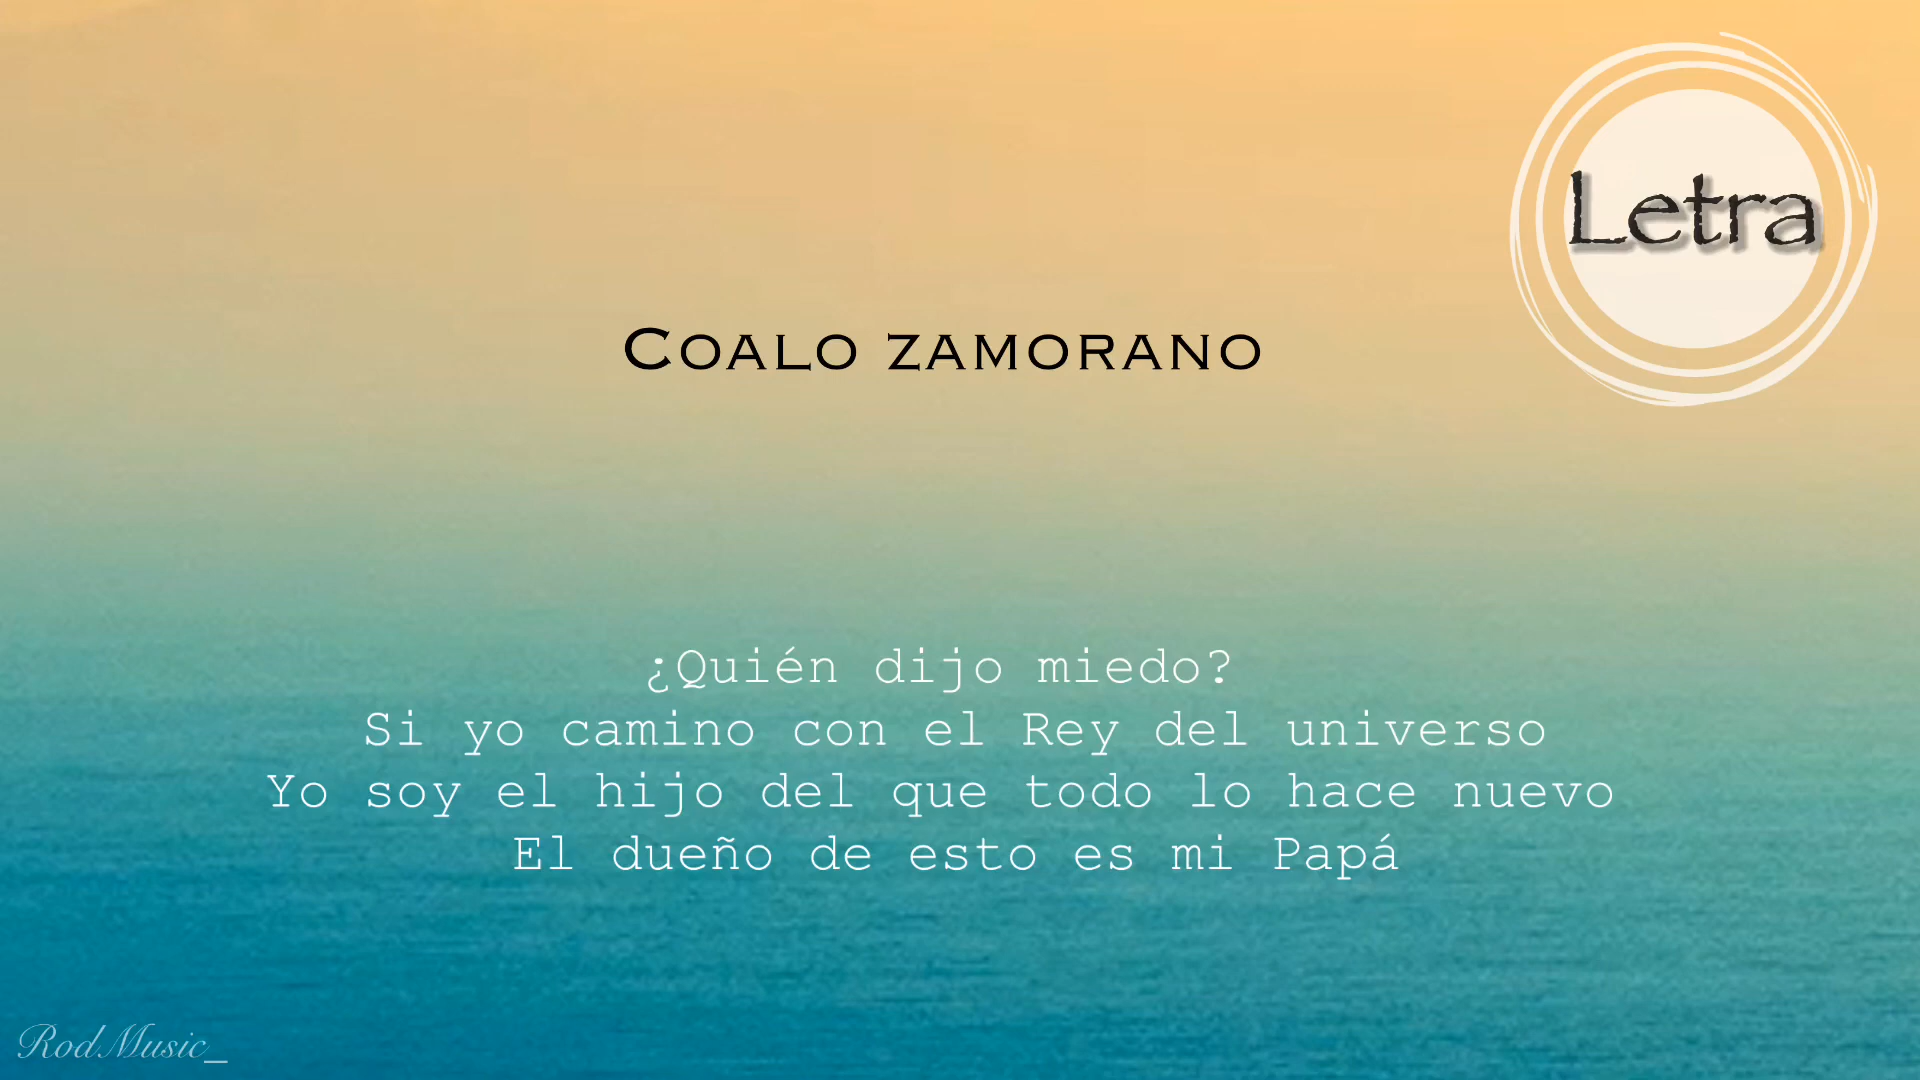 Letra
Coalo zamorano
¿Quién dijo miedo?
Si yo camino con el Rey del universo
Yo soy el hijo del que todo lo hace nuevo
El dueño de esto es mi Papá
RodMusic_